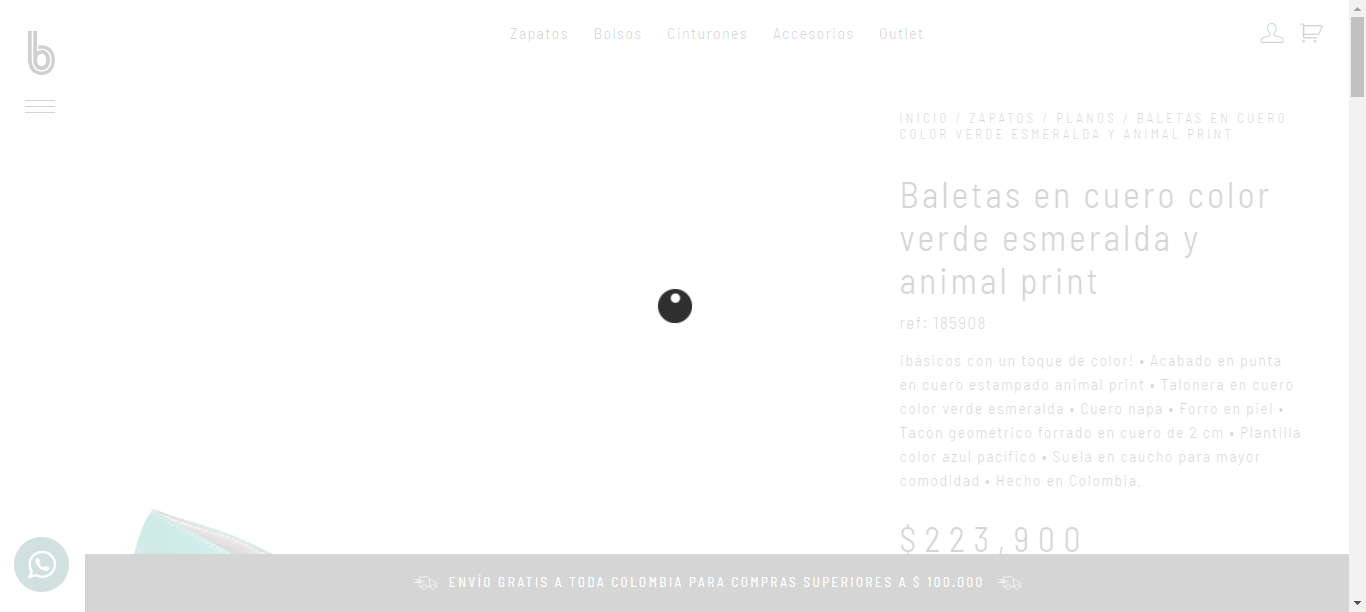 b
Zapatos Bolsos Cinturones Accesorios Outlet
INICIO / ZAPATOS / PLANOS / BALETAS EN CUERO
COLOR VERDE ESMERALDA Y ANIMAL PRINT
Baletas en cuero color
verde esmeralda y
animal print
ref: 185908
¡básicos con un toque de color! • Acabado en punta
en cuero estampado animal print • Talonera en cuero
color verde esmeralda • Cuero napa • Forro en piel •
Tacón geométrico forrado en cuero de 2 cm • Plantilla
color azul pacífico • Suela en caucho para mayor
comodidad • Hecho en Colombia.
$223,900
ENVÍO GRATIS A TODA COLOMBIA PARA COMPRAS SUPERIORES A $ 100.000